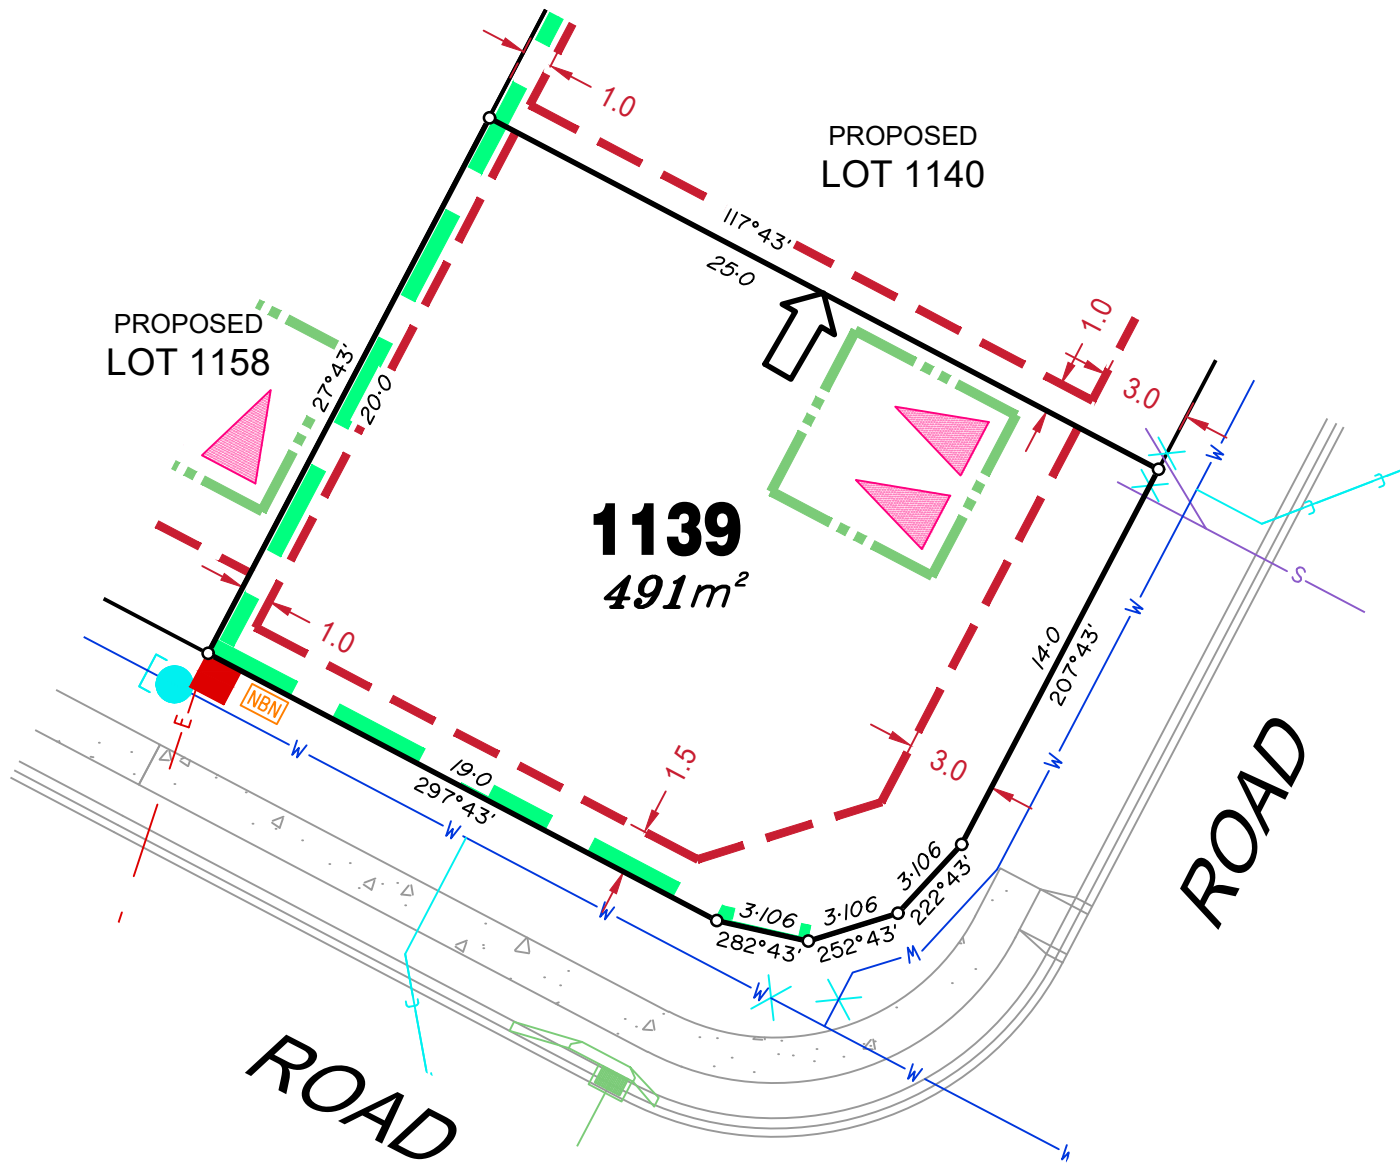 1.0
PROPOSED
LOT 1140
117°43'
25·0
1.0
3.0
PROPOSED
LOT 1158
27°43'
20·0
W
J
J
S
1139
491m²
W
14·0
207°43'
1.0
NBN
E
W
1.5
3.0
W
19·0
297°43'
W
ROAD
3·106
222°43'
3·106
252°43'
3·106
282°43'
W
W
W
J
W
W
ROAD